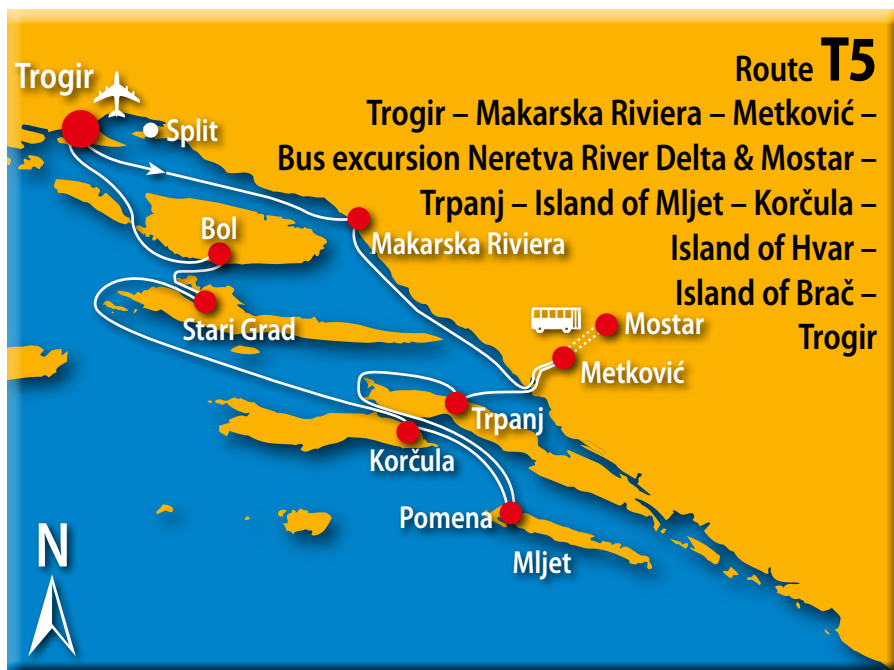 Route T5
Trogir – Makarska Riviera – Metković –
Bus excursion Neretva River Delta & Mostar –
Trpanj – Island of Mljet – Korčula –
Island of Hvar –
Island of Brač –
Trogir
Trogir
Split
Bol
Makarska Riviera
Stari Grad
Mostar
Metković
Trpanj
Korčula
Pomena
Mljet
N